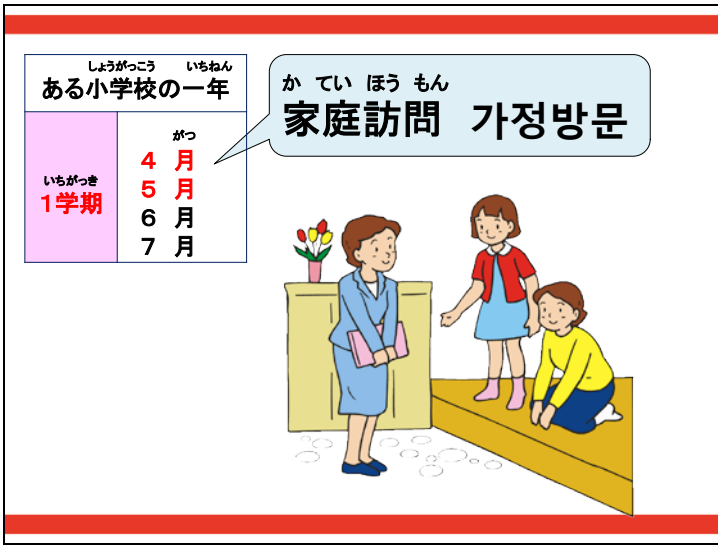 しょうがっこう いちねん
ある小学校の一年
いちがっき
1学期
がつ
4 月
5 月
6 月
7 月
か てい ほう もん
家庭訪問 가정방문